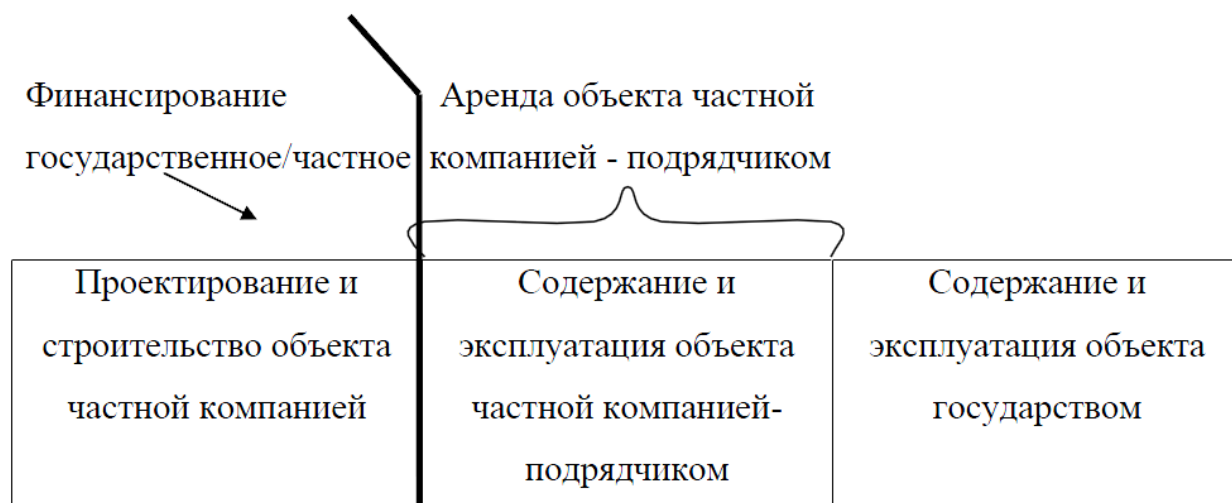 Финансирование
государственное/частное
Аренда объекта частной
компанией - подрядчиком
Проектирование и
строительство объекта
частной компанией
Содержание и
эксплуатация объекта
частной компанией-
подрядчиком
Содержание и
эксплуатация объекта
государством